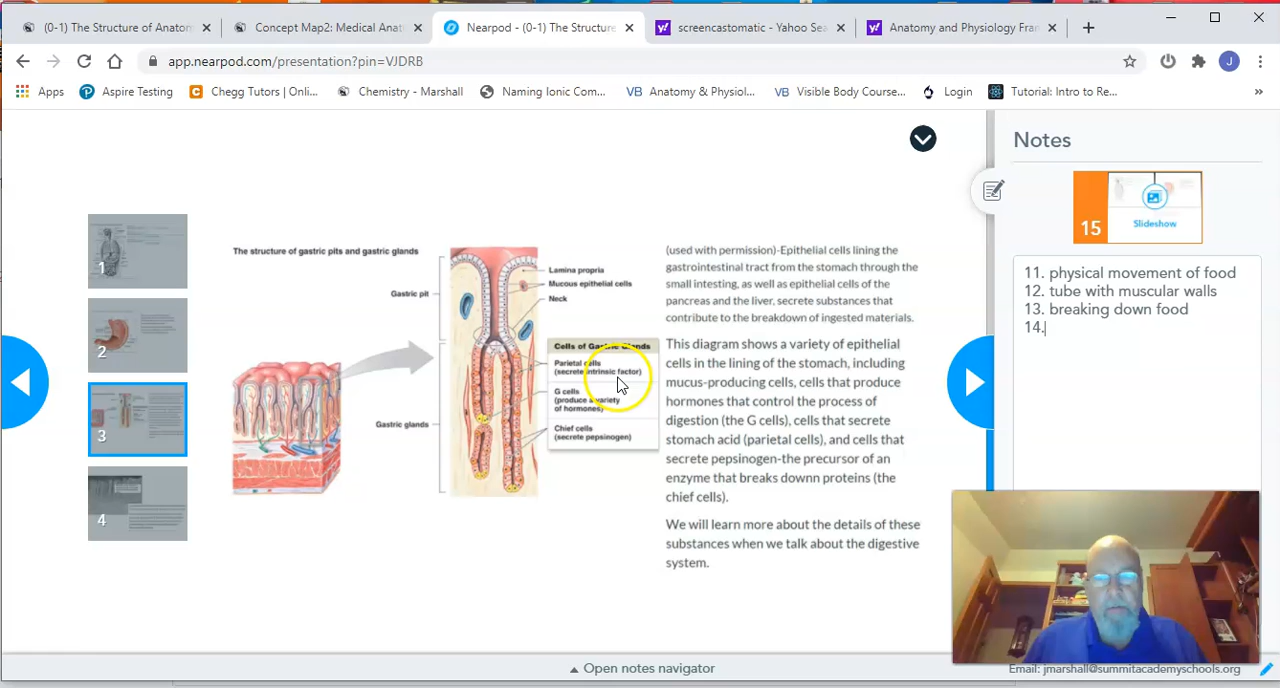 (0-1) The Structure of Anatom
Concept Map2: Medical Anat
Nearpod - (0-1) The Structure
screencastomatic - Yahoo Sea
Anatomy and Physiology Fran
app.nearpod.com/presentation?pin=VJDRB
J
Apps
Aspire Testing
Chegg Tutors | Onli...
Chemistry - Marshall
Naming Ionic Com...
VB Anatomy & Physiol...
VB Visible Body Course...
Login
Tutorial: Intro to Re...
1
2
3
4
The structure of gastric pits and gastric glands
Gastric pit
Gastric glands
Lamina propria
Mucous epithelial cells
Neck
Cells of Gastric Glands
Parietal cells
(secrete intrinsic factor)
G cells
(produce a variety
of hormones)
Chief cells
(secrete pepsinogen)
(used with permission)-Epithelial cells lining the
gastrointestinal tract from the stomach through the
small intesting, as well as epithelial cells of the
pancreas and the liver, secrete substances that
contribute to the breakdown of ingested materials.
This diagram shows a variety of epithelial
cells in the lining of the stomach, including
mucus-producing cells, cells that produce
hormones that control the process of
digestion (the G cells), cells that secrete
stomach acid (parietal cells), and cells that
secrete pepsinogen-the precursor of an
enzyme that breaks downn proteins (the
chief cells).
We will learn more about the details of these
substances when we talk about the digestive
system.
Notes
15
Slideshow
11. physical movement of food
12. tube with muscular walls
13. breaking down food
14.
Open notes navigator
Email: jmarshall@summitacademyschools.org